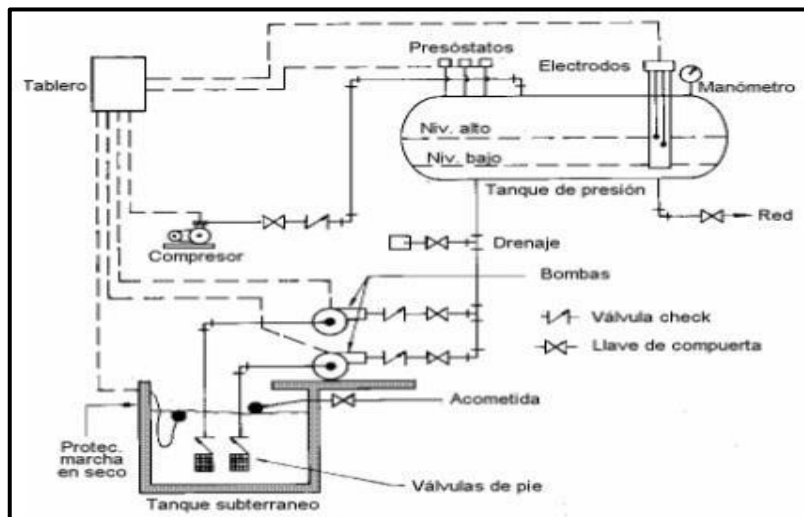 Presóstatos
Electrodos
Tablero
Manómetro
Niv. alto
Niv. bajo
Tanque de presión
Red
Drenaje
Compresor
Bombas
Válvula check
Llave de compuerta
Acometida
Protec.
marcha
en seco
Válvulas de pie
Tanque subterraneo